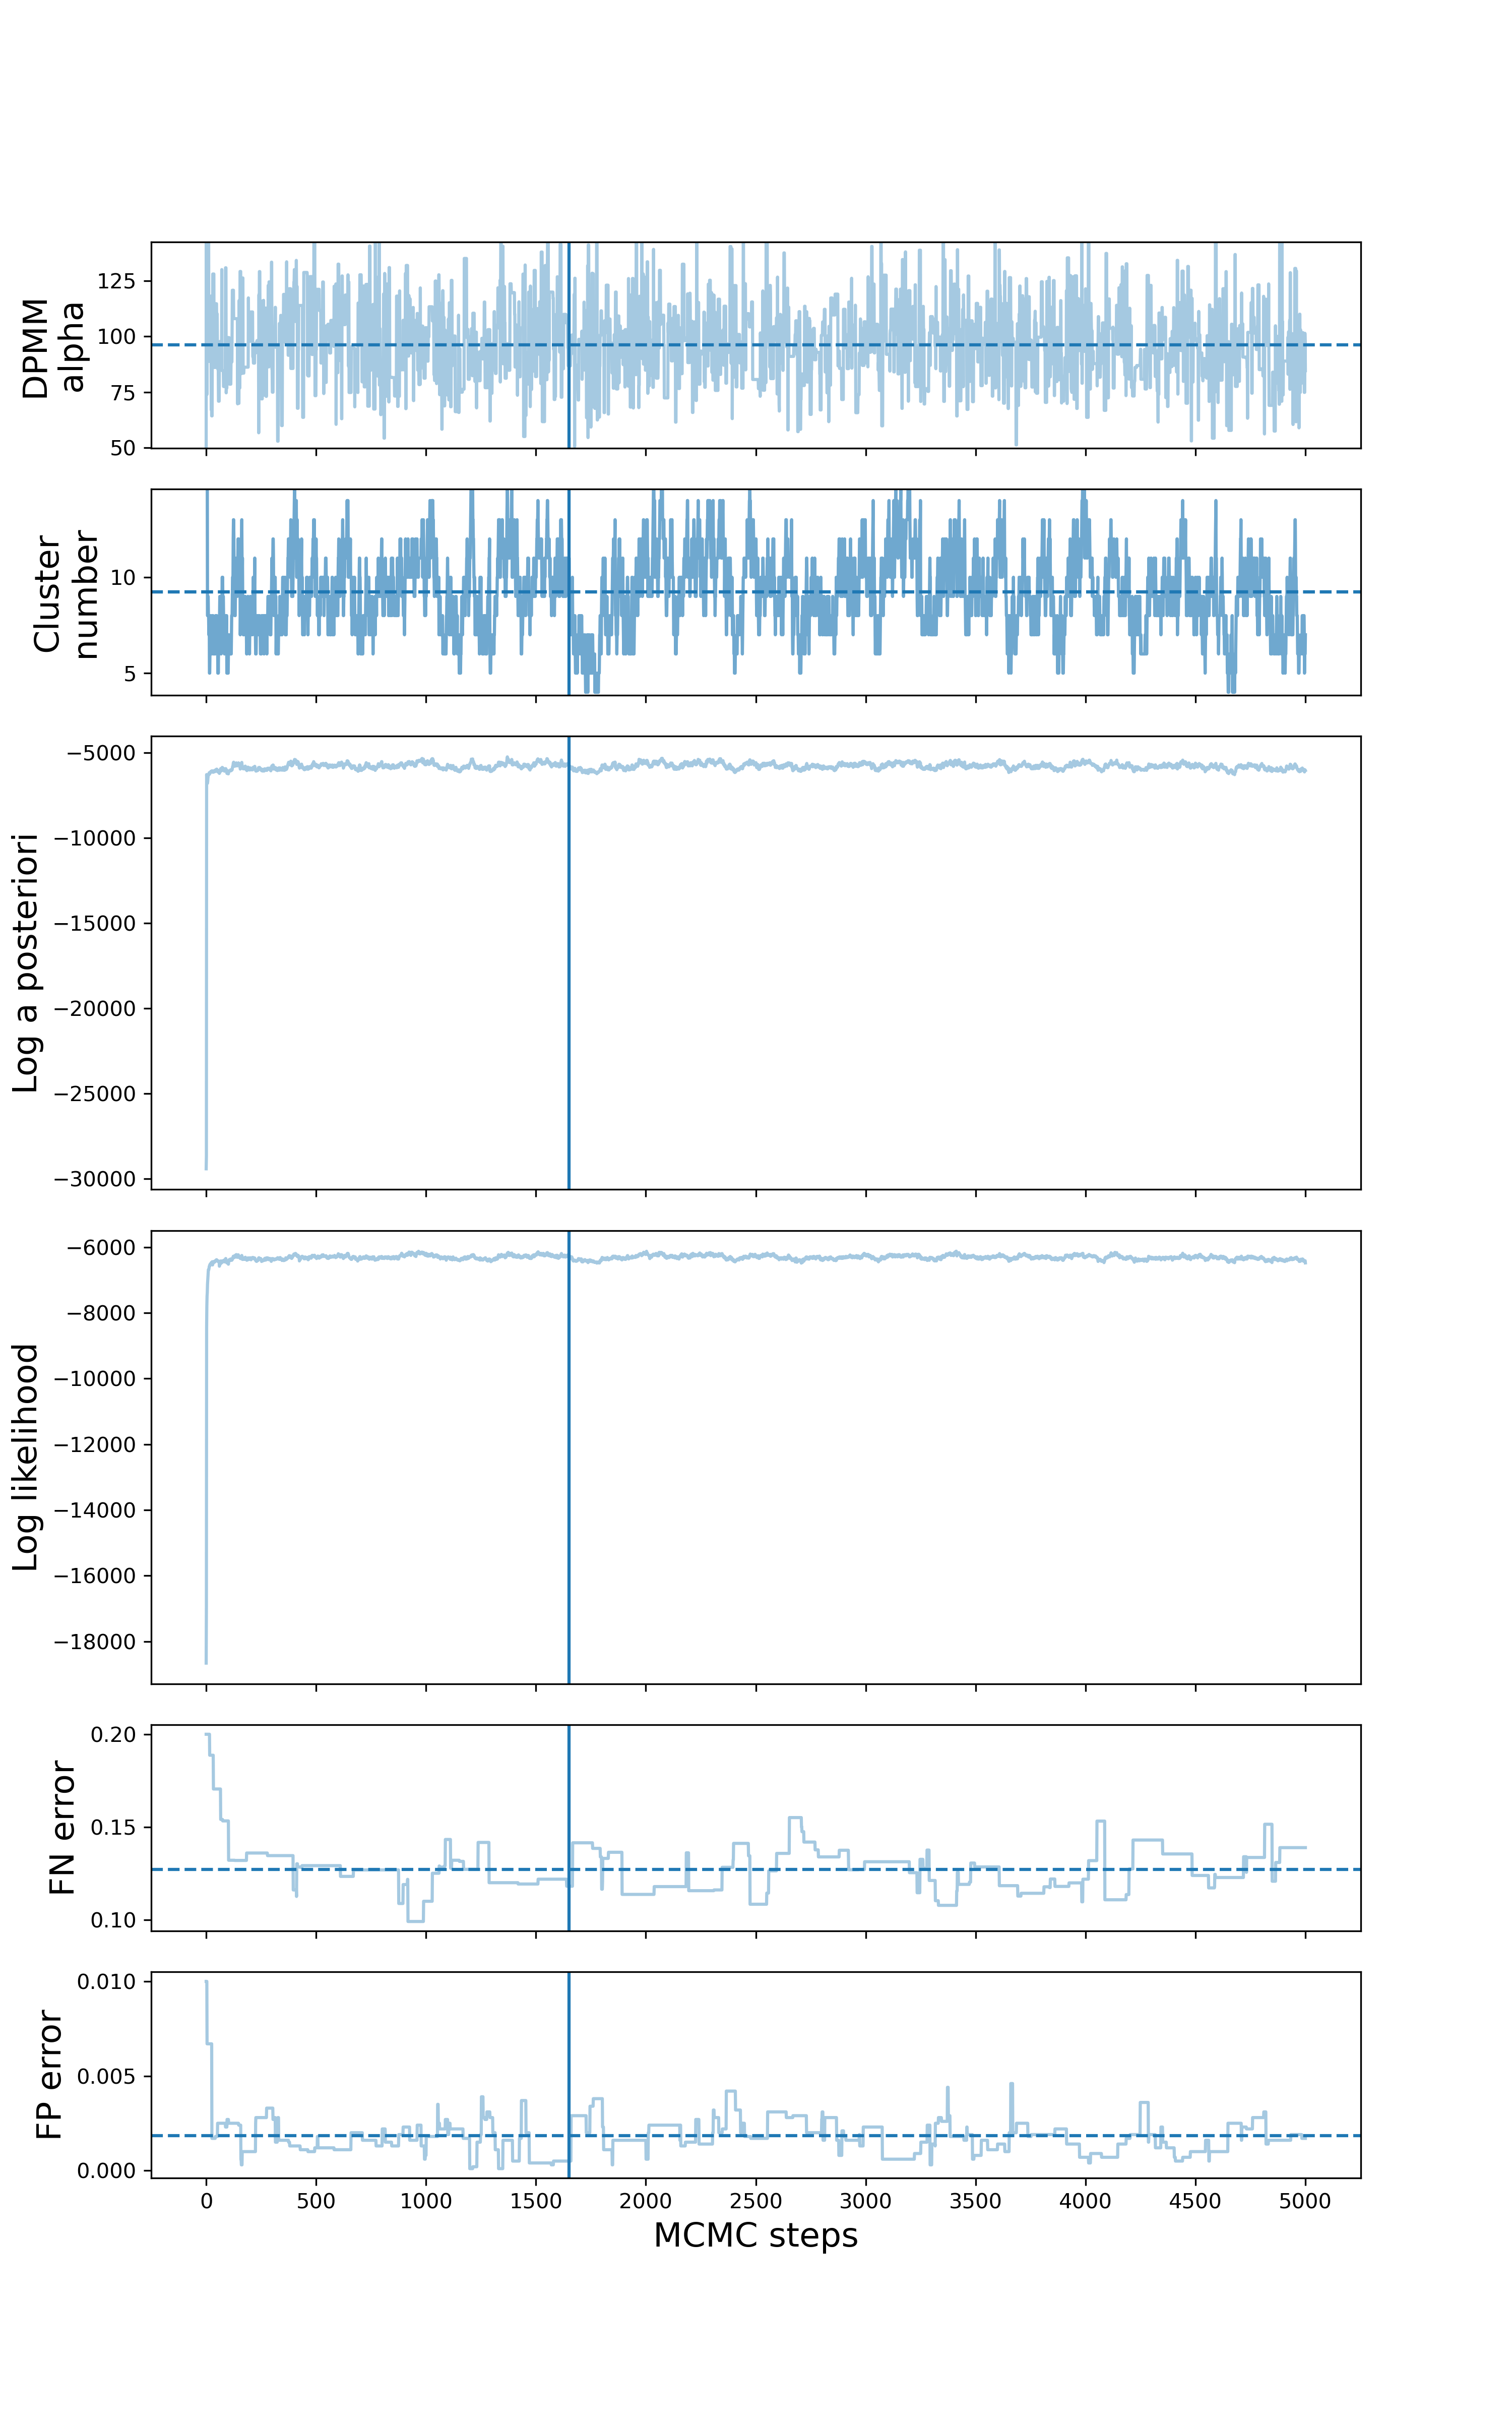 DPMM
alpha
125
100
75
50
Cluster
number
10
5
Log a posteriori
−5000
−10000
−15000
−20000
−25000
−30000
Log likelihood
−6000
−8000
−10000
−12000
−14000
−16000
−18000
FN error
0.20
0.15
0.10
FP error
0.010
0.005
0.000
0 500 1000 1500 2000 2500 3000 3500 4000 4500 5000
MCMC steps